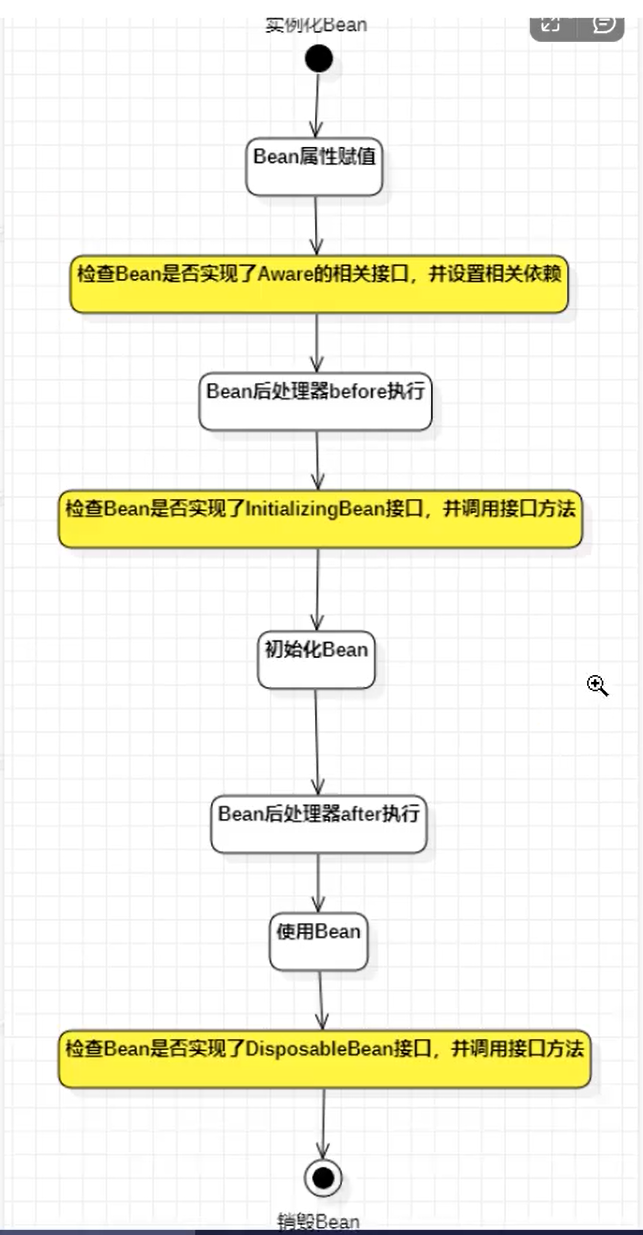 实例化Bean
Bean属性赋值
检查Bean是否实现了Aware的相关接口，并设置相关依赖
Bean后处理器before执行
检查Bean是否实现了InitializingBean接口，并调用接口方法
初始化Bean
Bean后处理器after执行
使用Bean
检查Bean是否实现了DisposableBean接口，并调用接口方法
销毁Bean